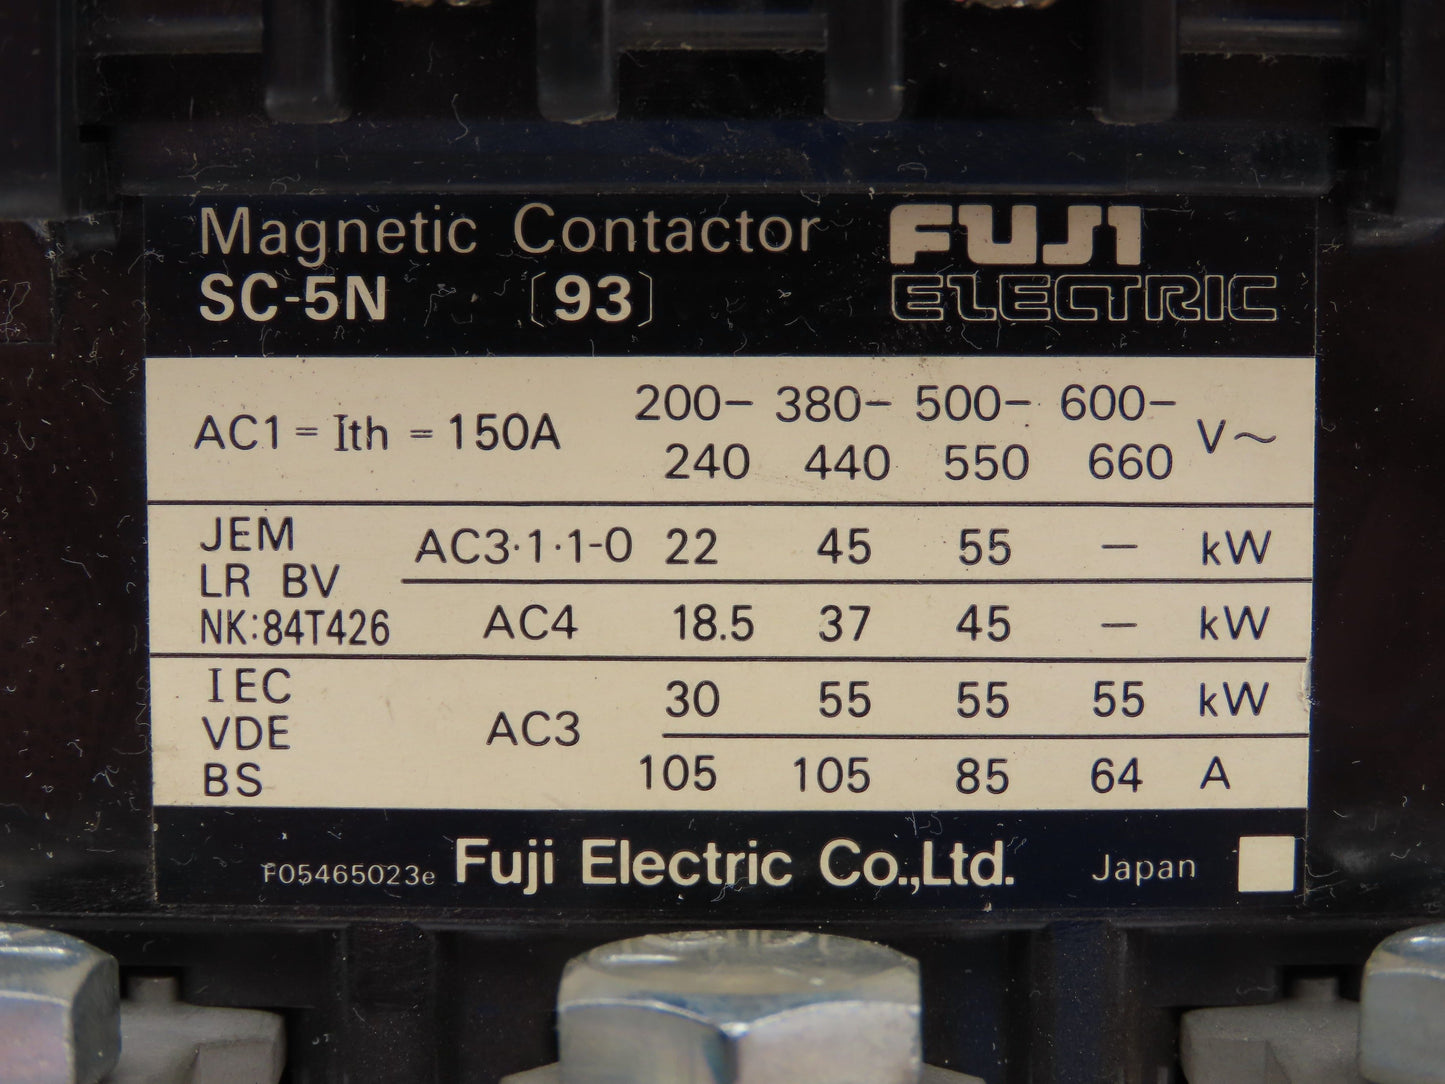 Magnetic Contactor FUJI
SC-5N [93] ELECTRIC
AC1 = Ith = 150A 200- 380- 500- 600- V~
240 440 550 660
JEM AC3·1·1-0 22 45 55 — kW
LR BV
NK:84T426 AC4 18.5 37 45 — kW
IEC 30 55 55 55 kW
VDE AC3
BS 105 105 85 64 A
F05465023e Fuji Electric Co.,Ltd. Japan